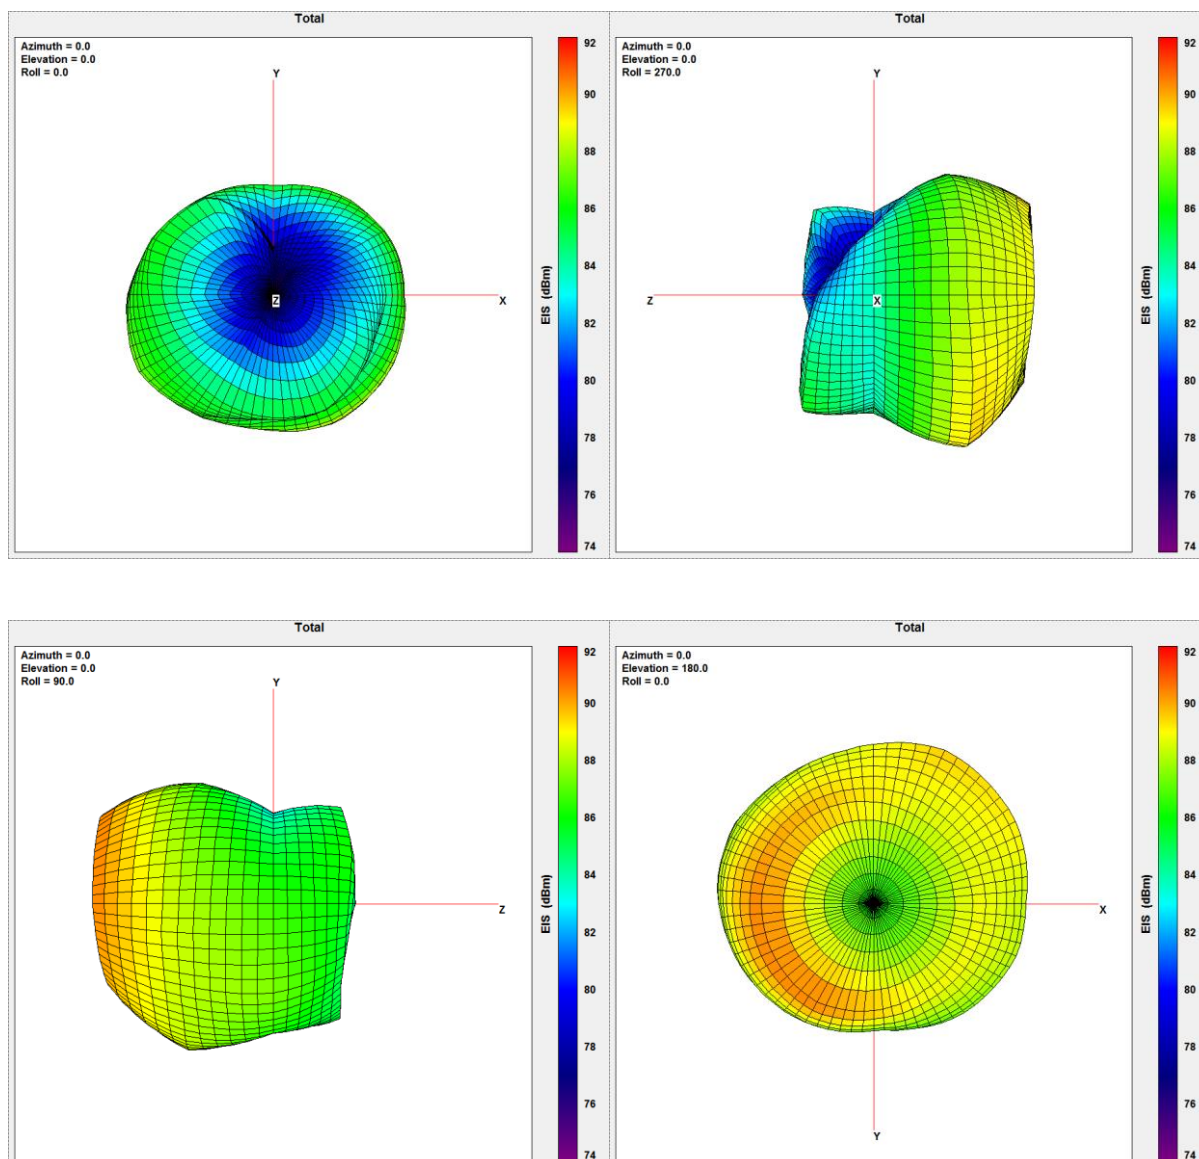 Total
Azimuth = 0.0
Elevation = 0.0
Roll = 0.0
Y
X
Z
92
90
88
86
84
82
80
78
76
74
EIS (dBm)
Total
Azimuth = 0.0
Elevation = 0.0
Roll = 270.0
Y
Z
X
92
90
88
86
84
82
80
78
76
74
EIS (dBm)
Total
Azimuth = 0.0
Elevation = 0.0
Roll = 90.0
Y
Z
92
90
88
86
84
82
80
78
76
74
EIS (dBm)
Total
Azimuth = 0.0
Elevation = 180.0
Roll = 0.0
X
Y
92
90
88
86
84
82
80
78
76
74
EIS (dBm)